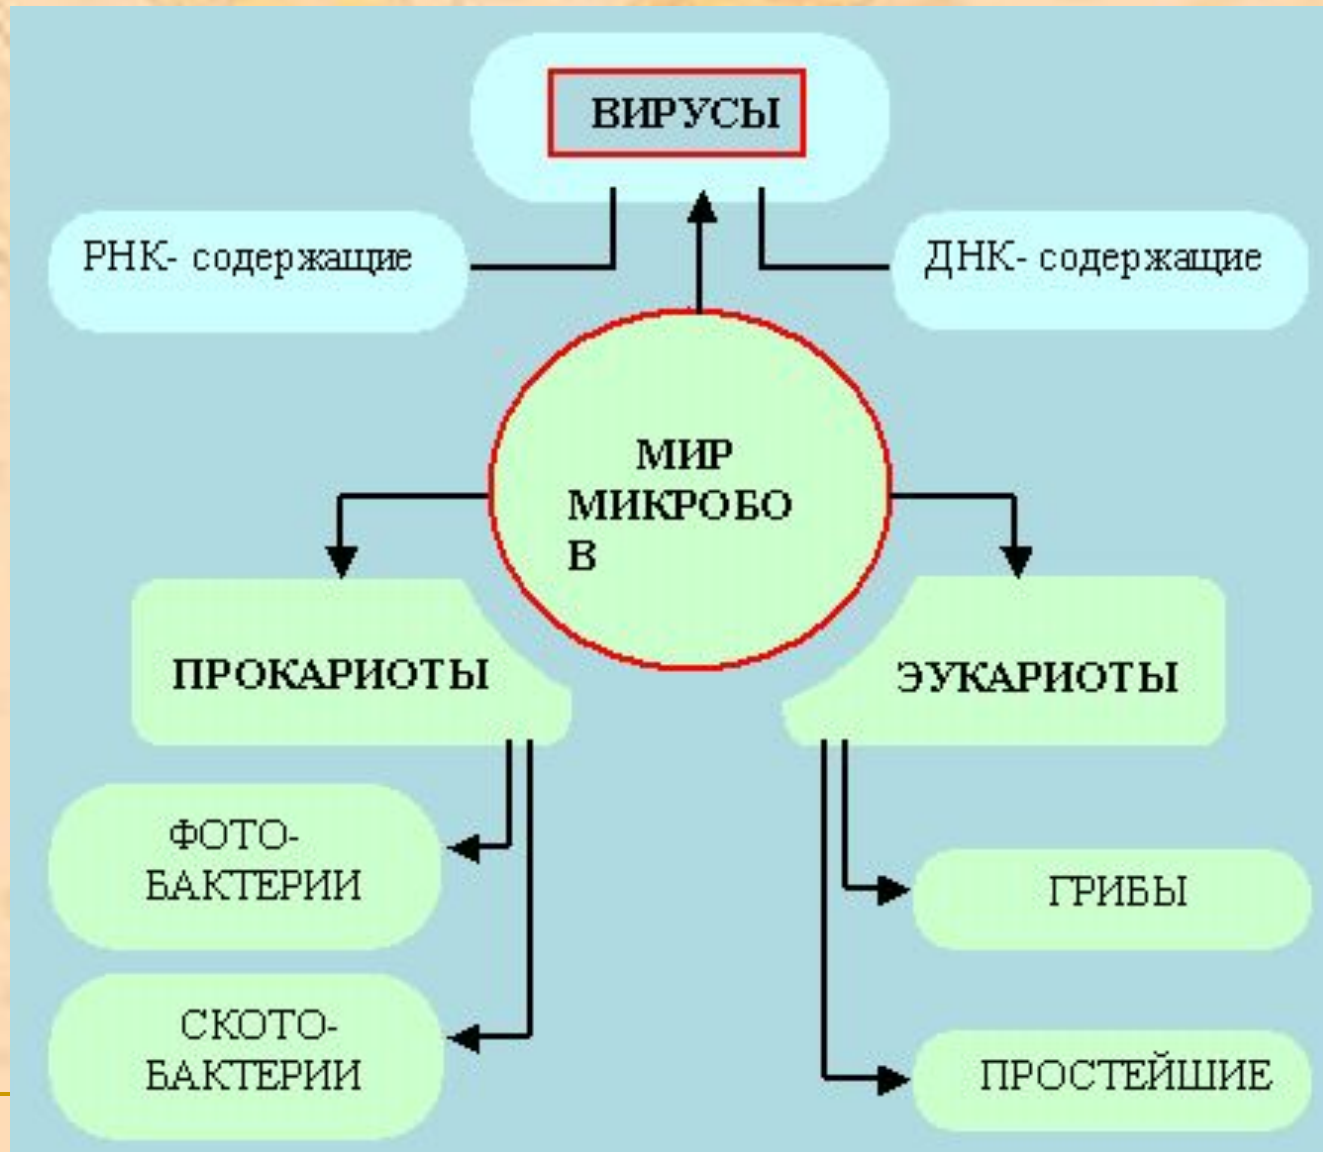 ВИРУСЫ
РНК- содержащие
ДНК- содержащие
МИР
МИКРОБО
В
ПРОКАРИОТЫ
ЭУКАРИОТЫ
ФОТО-
БАКТЕРИИ
ГРИБЫ
СКОТО-
БАКТЕРИИ
ПРОСТЕЙШИЕ